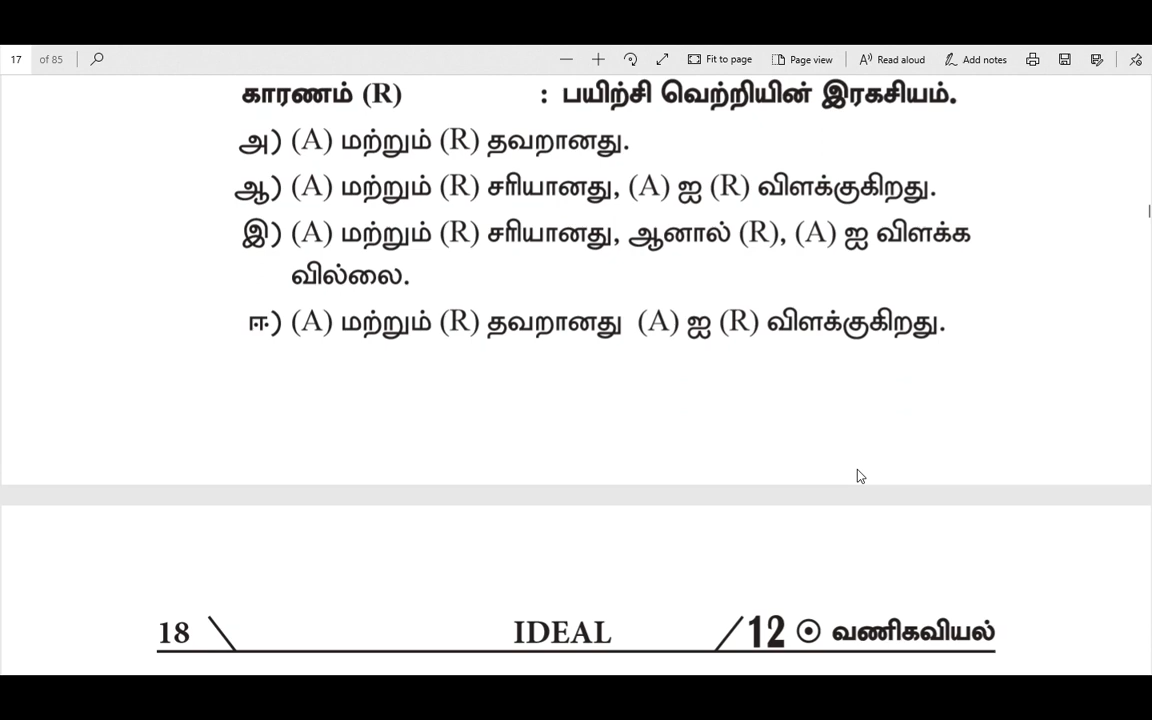 17 of 85 Fit to page Page view Read aloud Add notes
காரணம் (R) : பயிற்சி வெற்றியின் இரகசியம்.
அ) (A) மற்றும் (R) தவறானது.
ஆ) (A) மற்றும் (R) சரியானது, (A) ஐ (R) விளக்குகிறது.
இ) (A) மற்றும் (R) சரியானது, ஆனால் (R), (A) ஐ விளக்க
வில்லை.
ஈ) (A) மற்றும் (R) தவறானது (A) ஐ (R) விளக்குகிறது.
18 IDEAL 12 வணிகவியல்